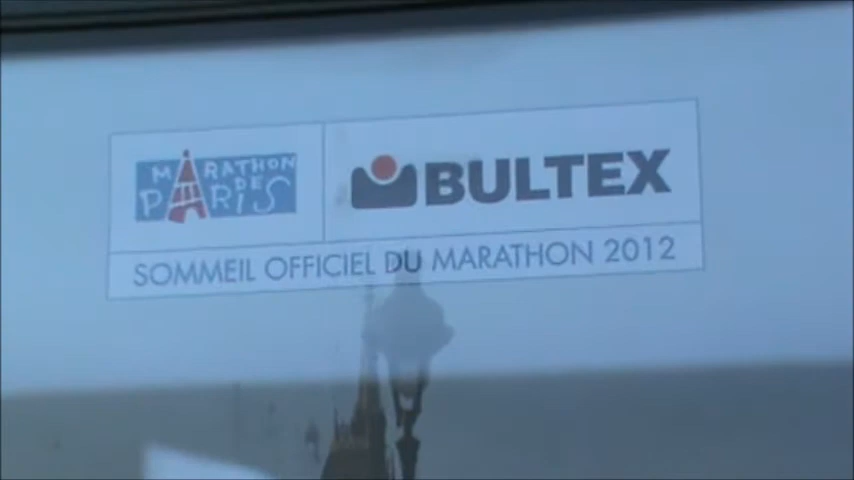 MARATHON
DE
PARIS
BULTEX
SOMMEIL OFFICIEL DU MARATHON 2012